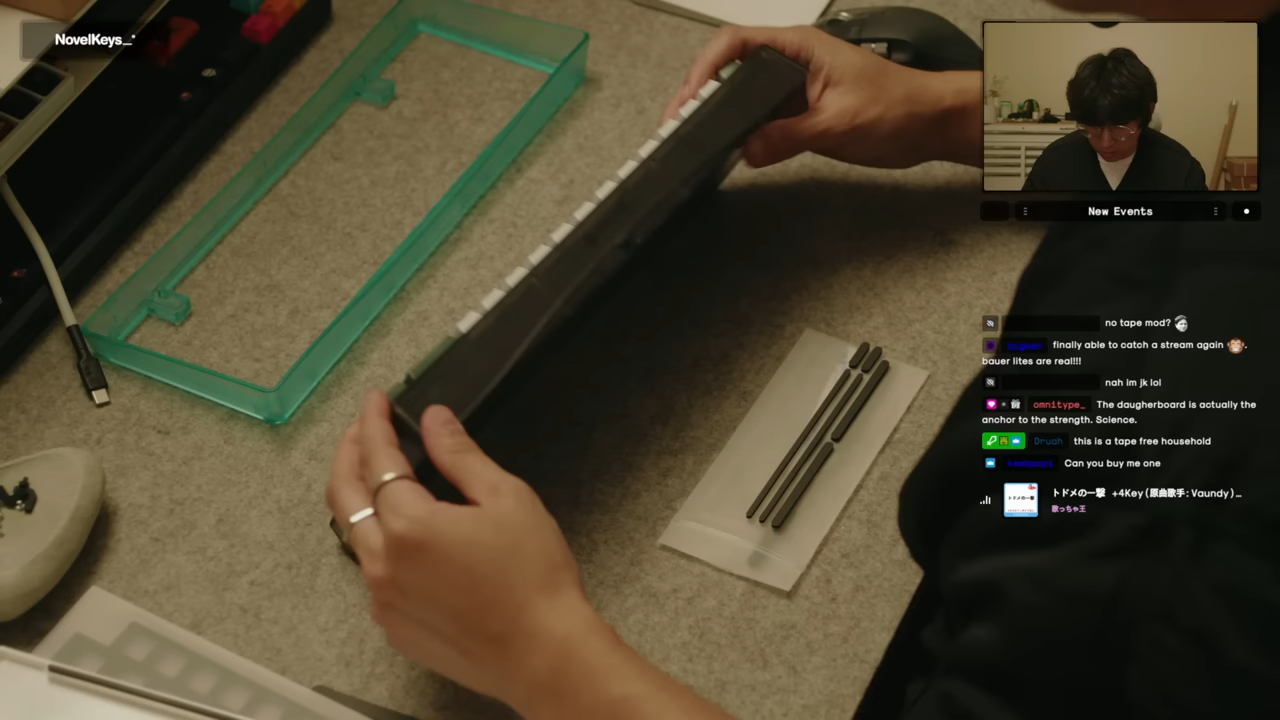 NovelKeys_
New Events
no tape mod?
finally able to catch a stream again
bauer lites are real!!!
nah im jk lol
omnitype_ The daugherboard is actually the
anchor to the strength. Science.
Druah this is a tape free household
Can you buy me one
トドメの一撃 +4Key(原曲歌手: Vaundy)...
歌っちゃ王